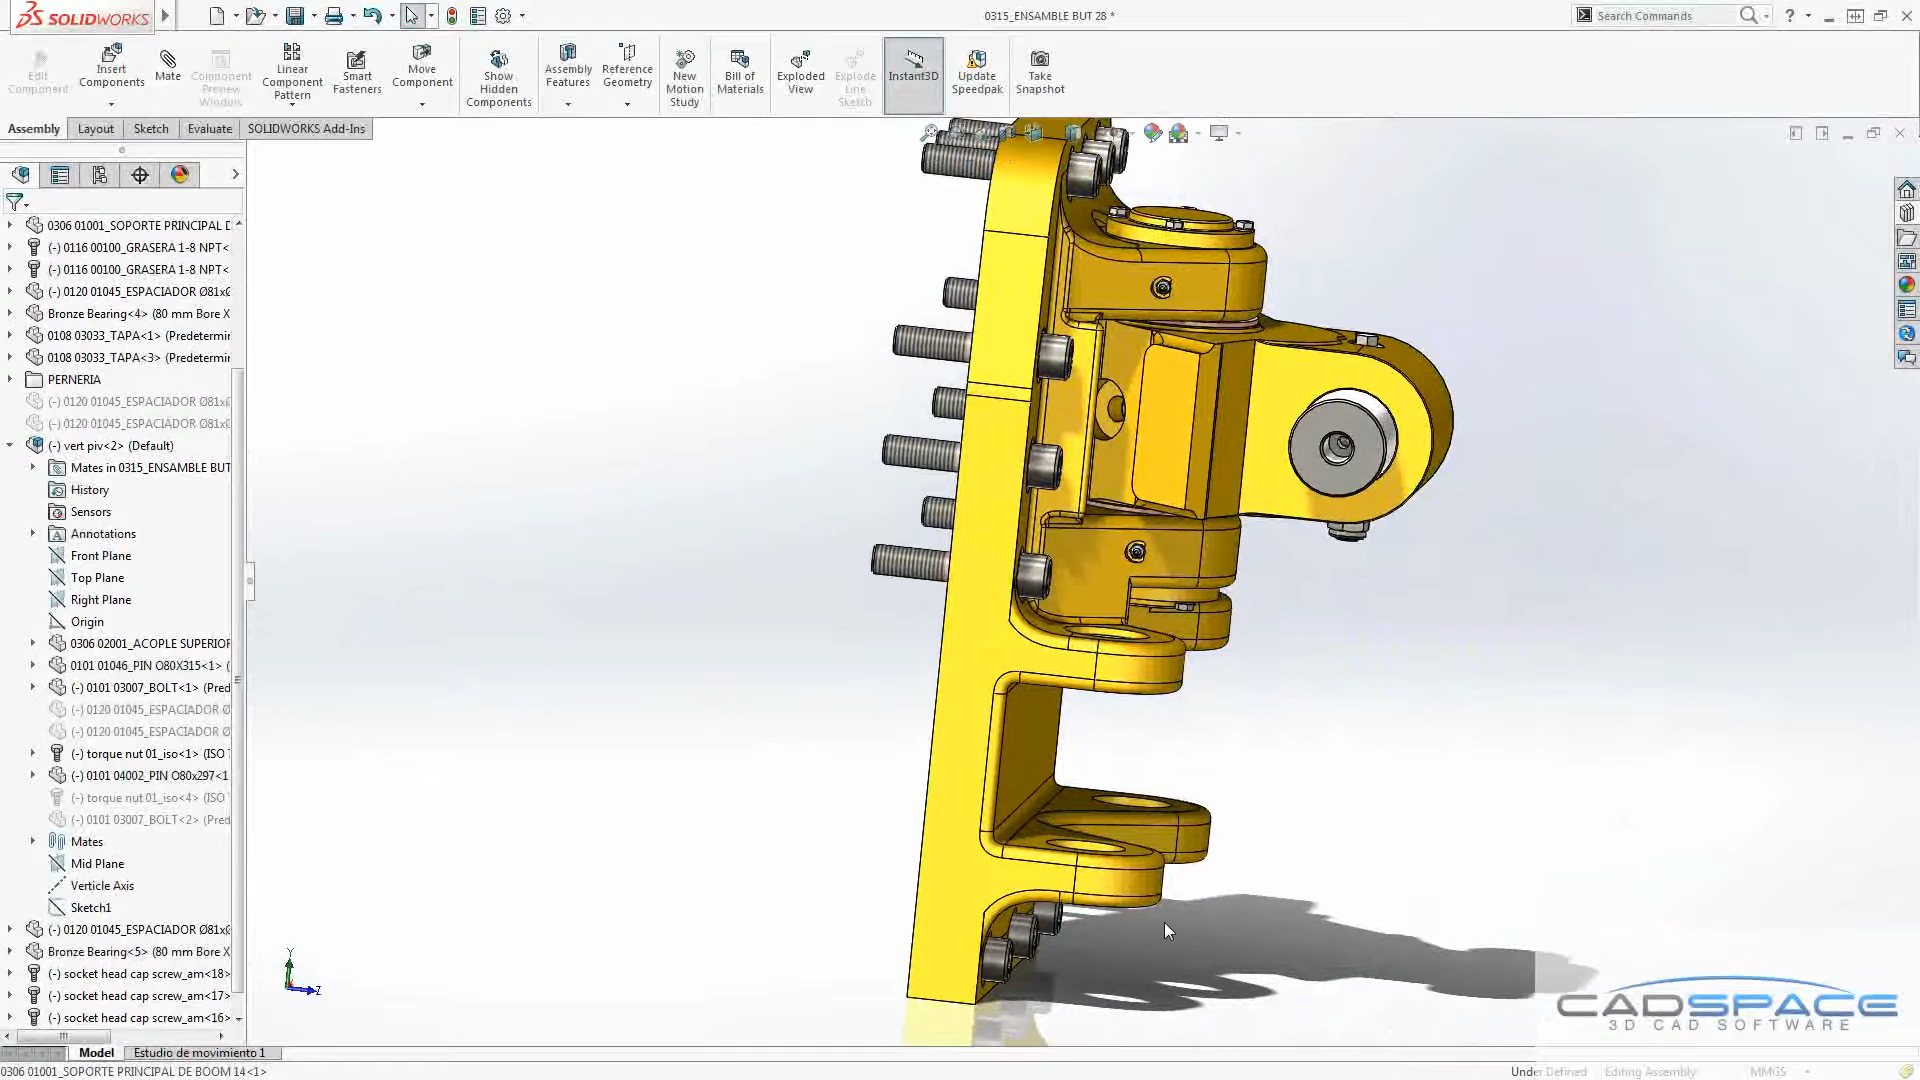 SOLIDWORKS
0315_ENSAMBLE BUT 28 *
Search Commands
?
Edit Component
Insert Components
Mate
Component Preview Window
Linear Component Pattern
Smart Fasteners
Move Component
Show Hidden Components
Assembly Features
Reference Geometry
New Motion Study
Bill of Materials
Exploded View
Explode Line Sketch
Instant3D
Update Speedpak
Take Snapshot
Assembly
Layout
Sketch
Evaluate
SOLIDWORKS Add-Ins
0306 01001_SOPORTE PRINCIPAL D
(-) 0116 00100_GRASERA 1-8 NPT<
(-) 0116 00100_GRASERA 1-8 NPT<
(-) 0120 01045_ESPACIADOR Ø81x
Bronze Bearing<4> (80 mm Bore X
0108 03033_TAPA<1> (Predetermin
0108 03033_TAPA<3> (Predetermin
PERNERIA
(-) 0120 01045_ESPACIADOR Ø81x
(-) 0120 01045_ESPACIADOR Ø81x
(-) vert piv<2> (Default)
Mates in 0315_ENSAMBLE BUT
History
Sensors
Annotations
Front Plane
Top Plane
Right Plane
Origin
0306 02001_ACOPLE SUPERIOR
0101 01046_PIN O80X315<1> (
(-) 0101 03007_BOLT<1> (Pred
(-) 0120 01045_ESPACIADOR Ø
(-) 0120 01045_ESPACIADOR Ø
(-) torque nut 01_iso<1> (ISO
(-) 0101 04002_PIN O80x297<1
(-) torque nut 01_iso<4> (ISO
(-) 0101 03007_BOLT<2> (Pred
Mates
Mid Plane
Verticle Axis
Sketch1
(-) 0120 01045_ESPACIADOR Ø81x
Bronze Bearing<5> (80 mm Bore X
(-) socket head cap screw_am<18>
(-) socket head cap screw_am<17>
(-) socket head cap screw_am<16>
Y
Z
CADSPACE
3D CAD SOFTWARE
Model
Estudio de movimiento 1
0306 01001_SOPORTE PRINCIPAL DE BOOM 14<1>
Under Defined
Editing Assembly
MMGS